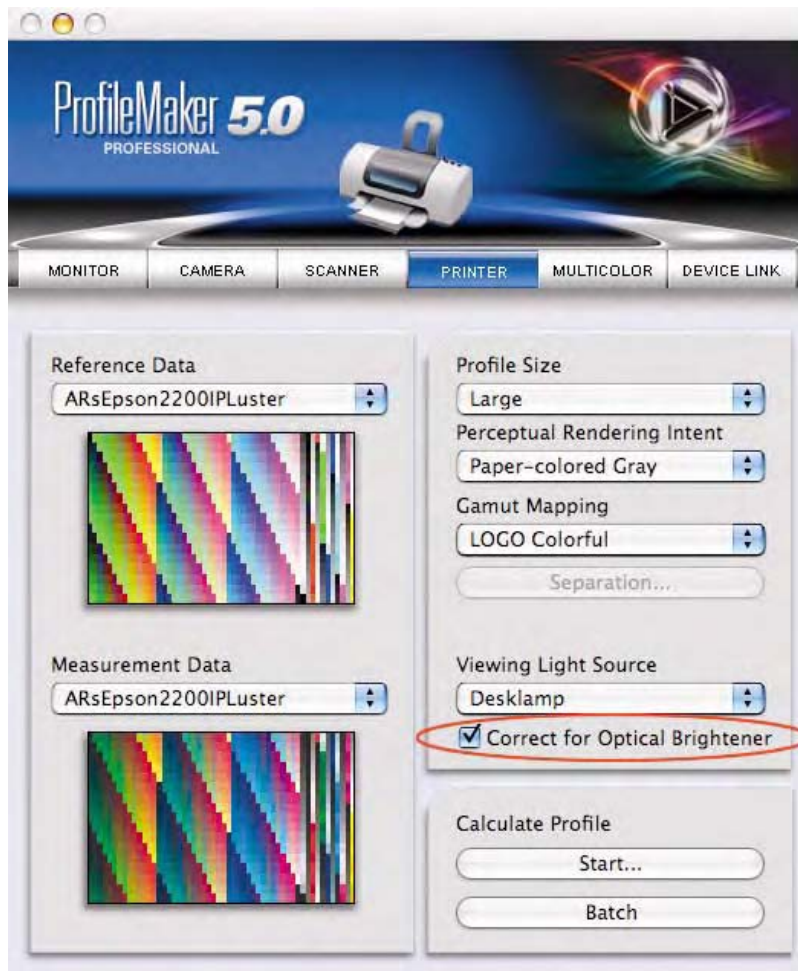 ProfileMaker 5.0
PROFESSIONAL
MONITOR CAMERA SCANNER PRINTER MULTICOLOR DEVICE LINK
Reference Data
ARsEpson2200IPLuster
Measurement Data
ARsEpson2200IPLuster
Profile Size
Large
Perceptual Rendering Intent
Paper-colored Gray
Gamut Mapping
LOGO Colorful
Separation...
Viewing Light Source
Desklamp
Correct for Optical Brightener
Calculate Profile
Start...
Batch